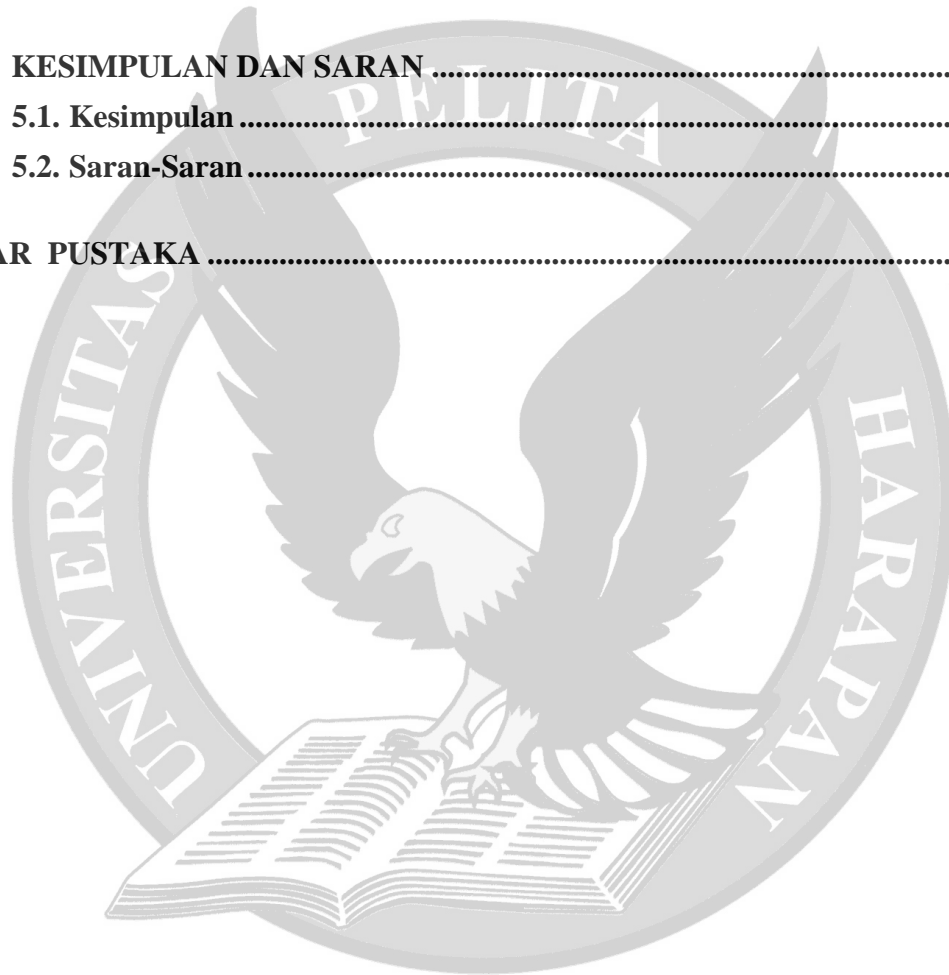 KESIMPULAN DAN SARAN ................................................................
5.1. Kesimpulan ................................................................
5.2. Saran-Saran ................................................................
AR PUSTAKA ................................................................
UNIVERSITAS PELITA HARAPAN